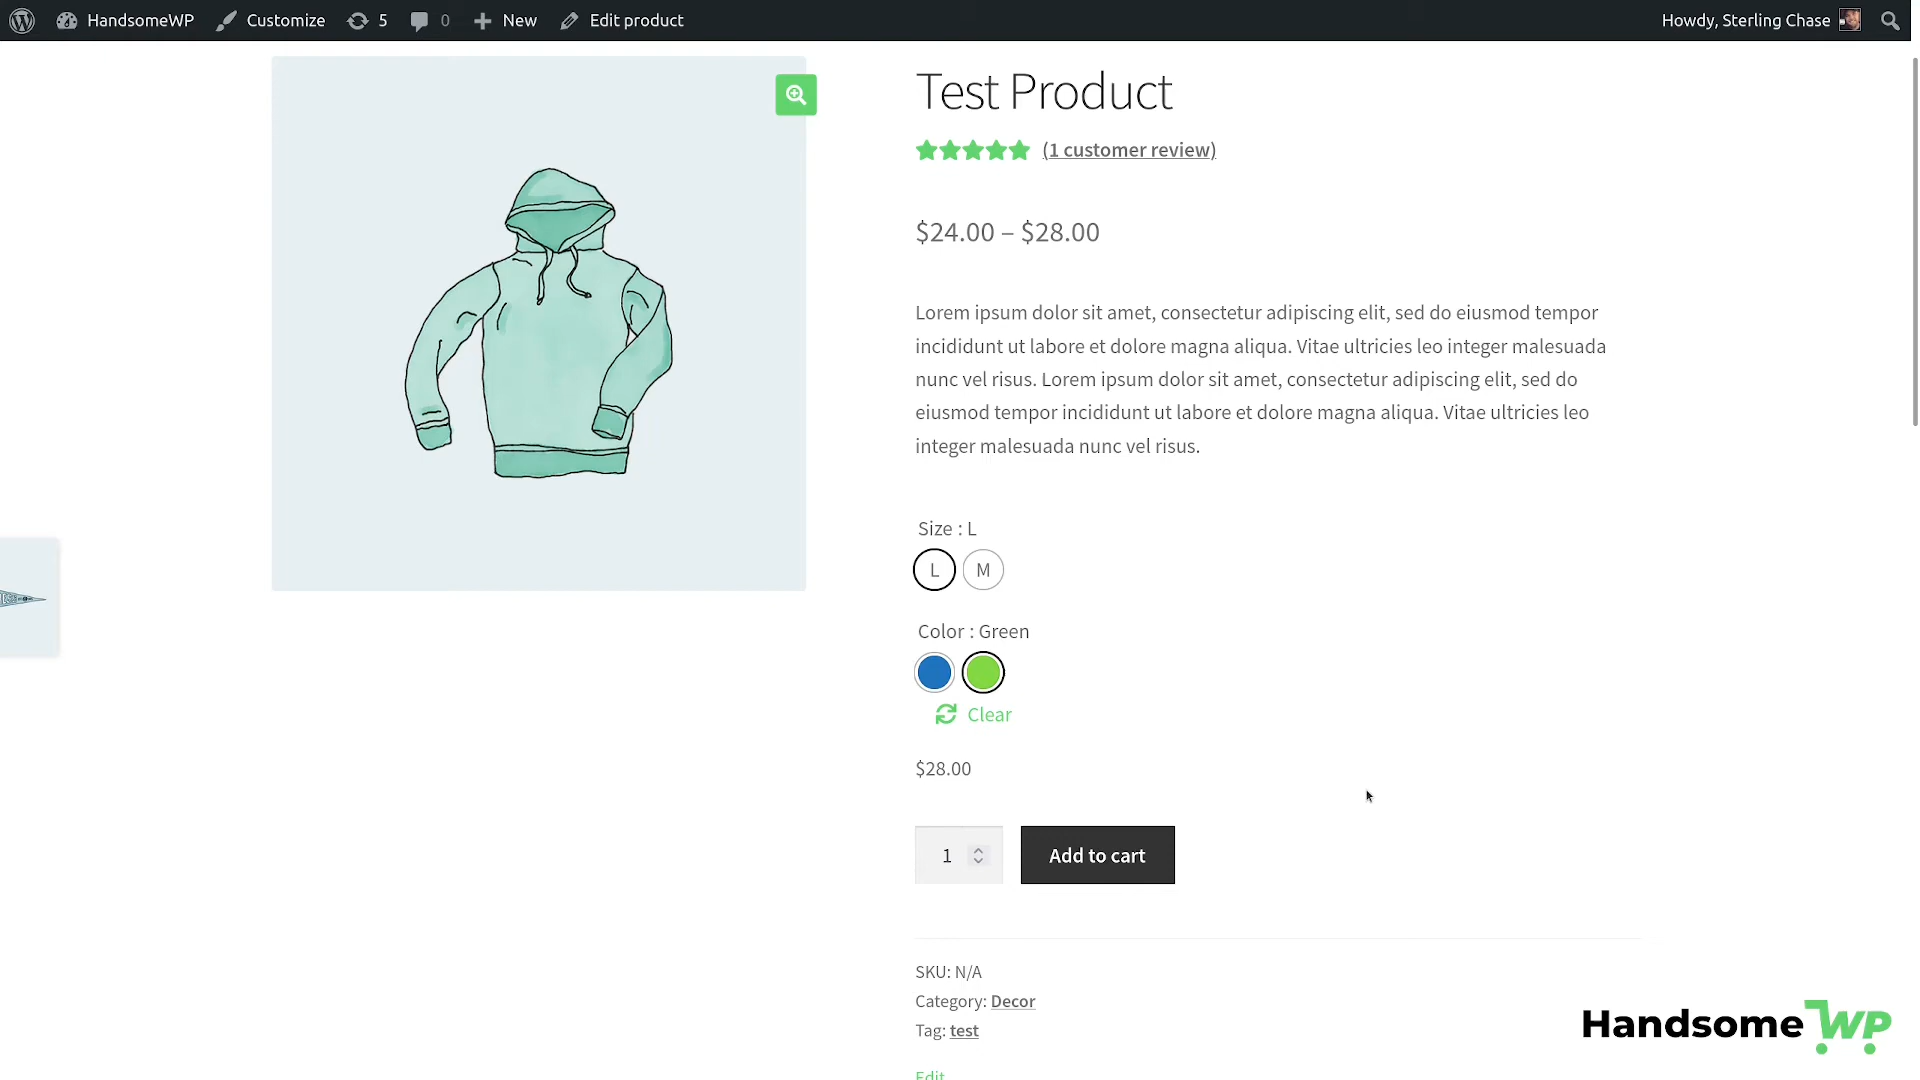 HandsomeWP Customize 5 0 New Edit product Howdy, Sterling Chase
Test Product
(1 customer review)
$24.00 – $28.00
Lorem ipsum dolor sit amet, consectetur adipiscing elit, sed do eiusmod tempor
incididunt ut labore et dolore magna aliqua. Vitae ultricies leo integer malesuada
nunc vel risus. Lorem ipsum dolor sit amet, consectetur adipiscing elit, sed do
eiusmod tempor incididunt ut labore et dolore magna aliqua. Vitae ultricies leo
integer malesuada nunc vel risus.
Size : L
L M
Color : Green
Clear
$28.00
1 Add to cart
SKU: N/A
Category: Decor
Tag: test
Edit
HandsomeWP